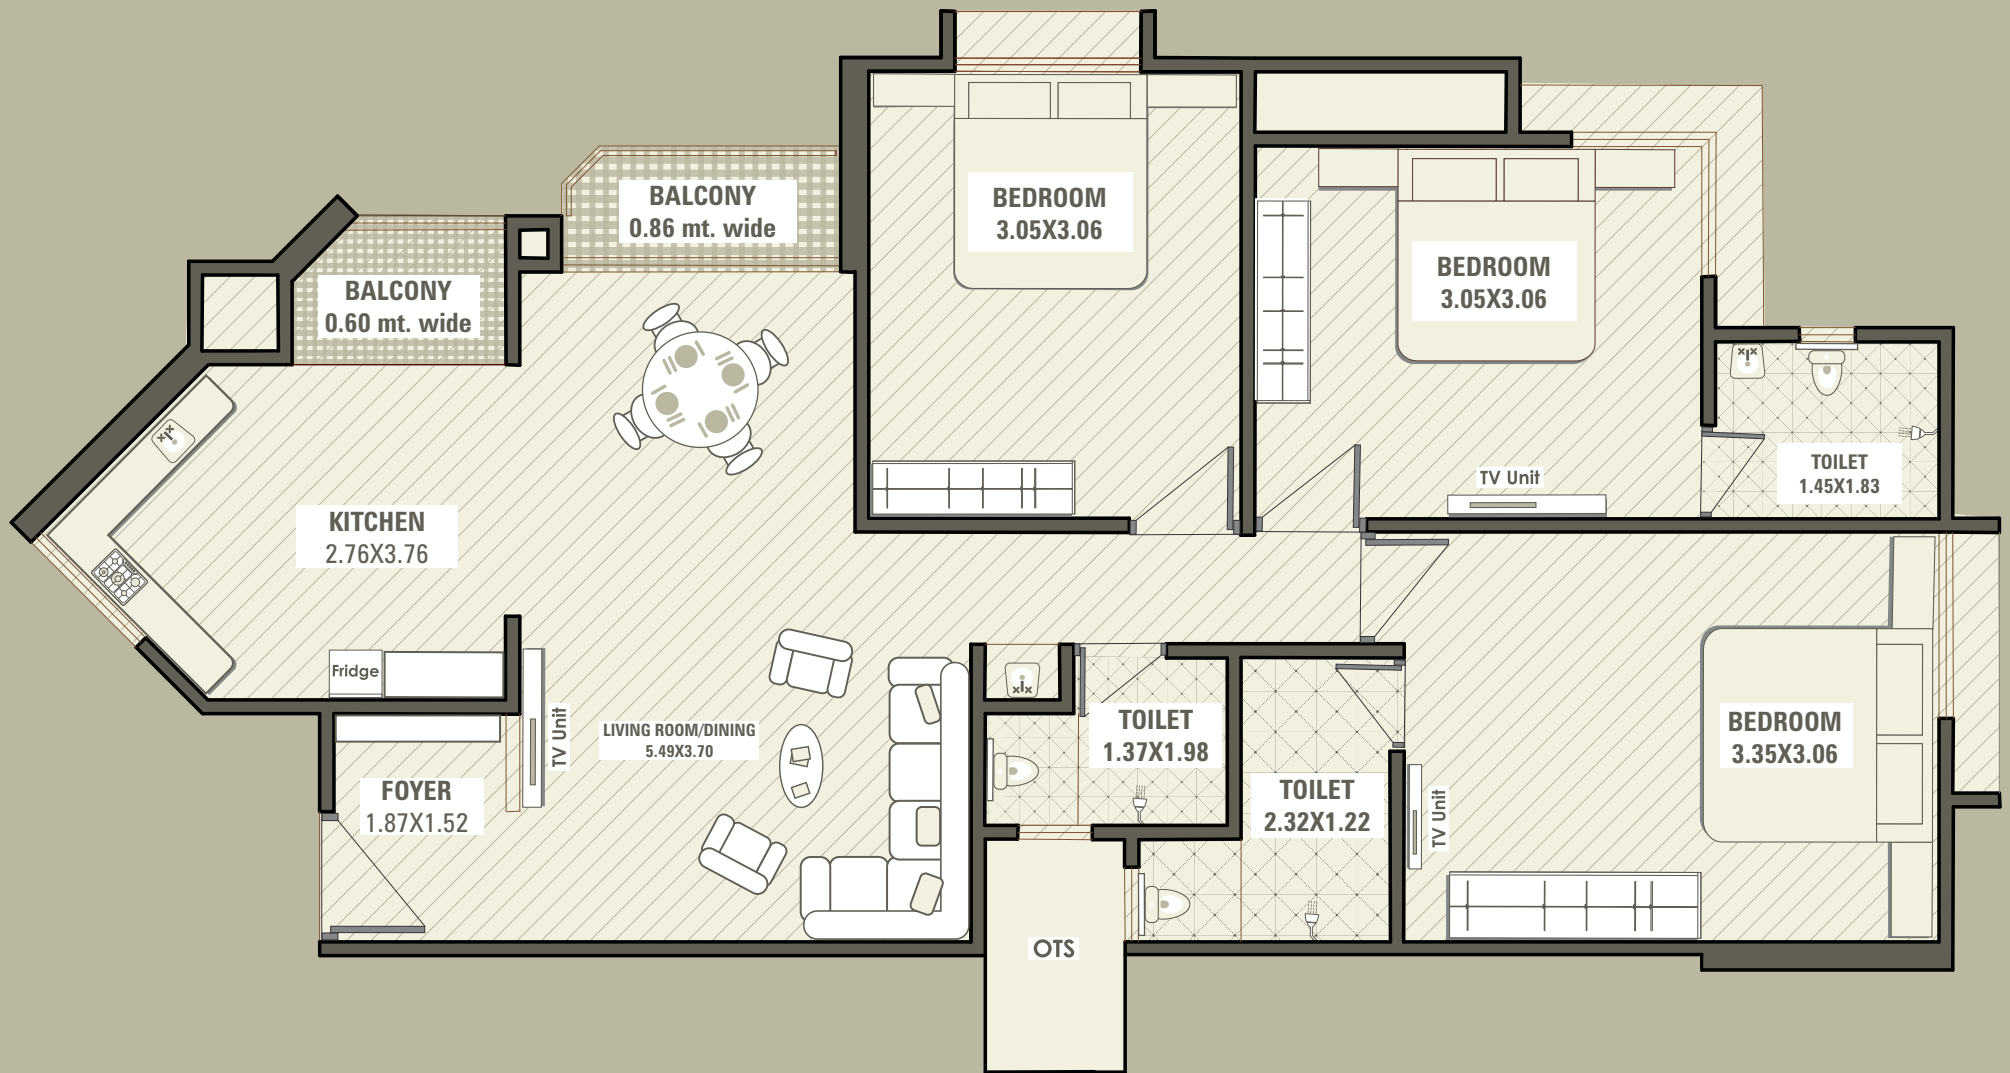 BALCONY
0.86 mt. wide
BEDROOM
3.05X3.06
BEDROOM
3.05X3.06
BALCONY
0.60 mt. wide
TOILET
1.45X1.83
TV Unit
KITCHEN
2.76X3.76
Fridge
TV Unit
LIVING ROOM/DINING
5.49X3.70
TOILET
1.37X1.98
BEDROOM
3.35X3.06
FOYER
1.87X1.52
TOILET
2.32X1.22
TV Unit
OTS